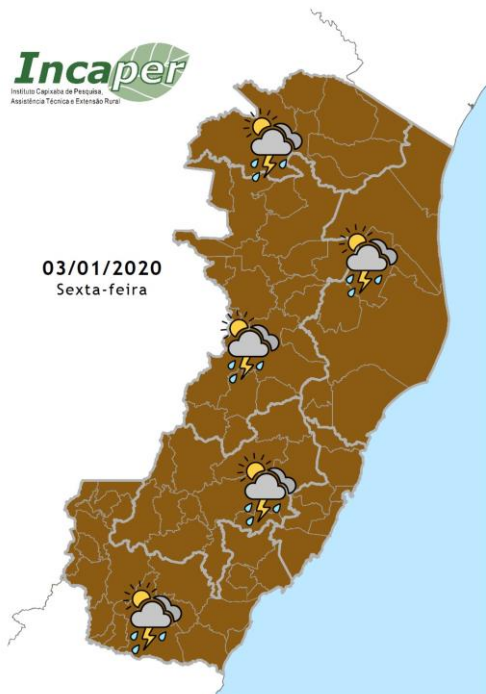 Incaper
Instituto Capixaba de Pesquisa,
Assistência Técnica e Extensão Rural
03/01/2020
Sexta-feira